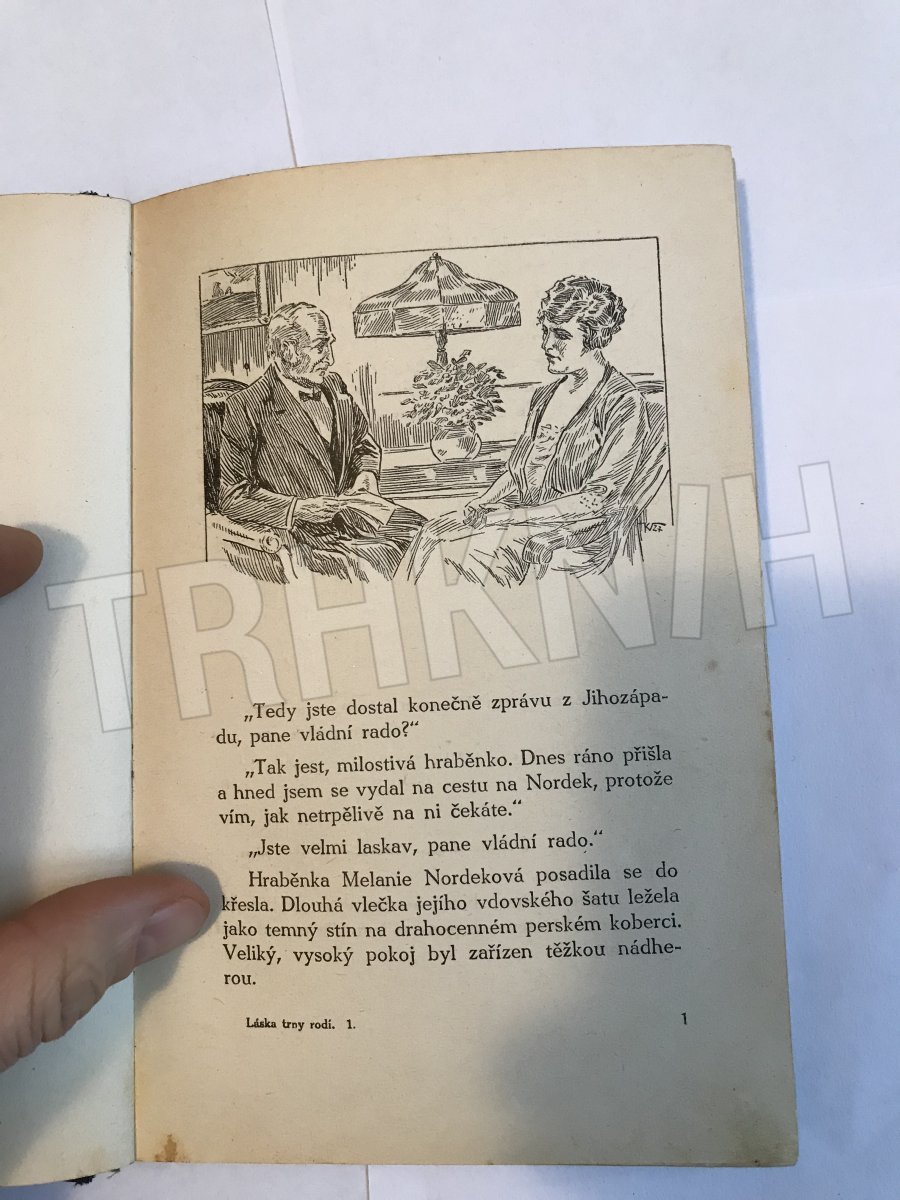 TRHKNIH
„Tedy jste dostal konečně zprávu z Jihozápa-
du, pane vládní rado?“
„Tak jest, milostivá hraběnko. Dnes ráno přišla
a hned jsem se vydal na cestu na Nordek, protože
vím, jak netrpělivě na ni čekáte.“
„Jste velmi laskav, pane vládní rado.“
Hraběnka Melanie Nordeková posadila se do
křesla. Dlouhá vlečka jejího vdovského šatu ležela
jako temný stín na drahocenném perském koberci.
Veliký, vysoký pokoj byl zařízen těžkou nádhe-
rou.
Láska trny rodí. 1.
1